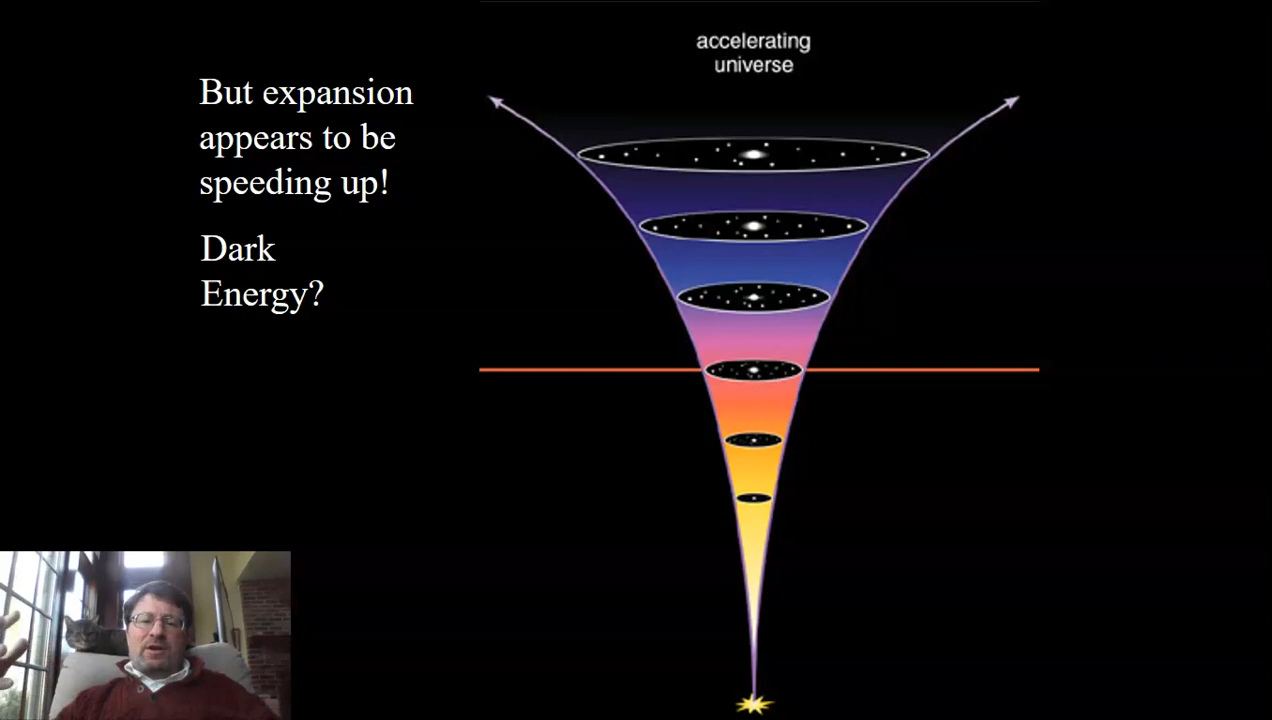 But expansion
appears to be
speeding up!
Dark
Energy?
accelerating
universe